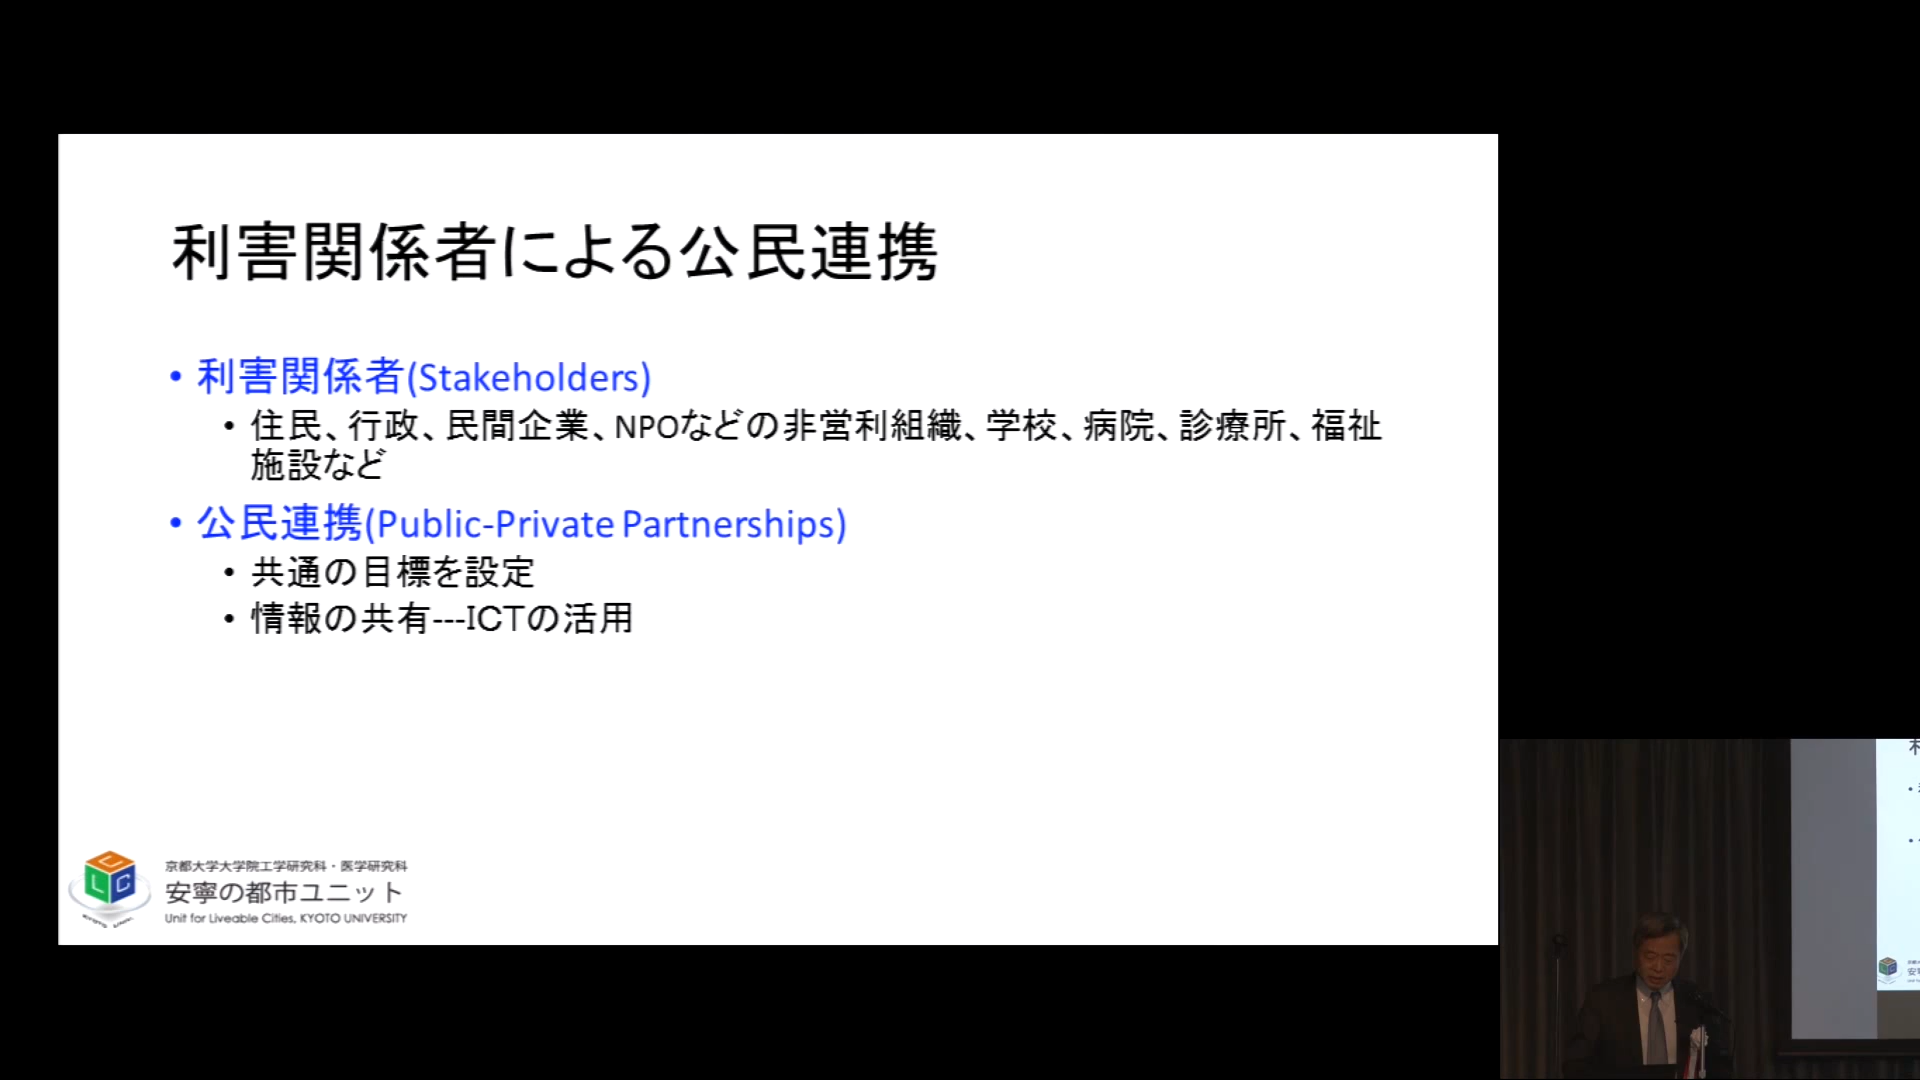 利害関係者による公民連携
• 利害関係者(Stakeholders)
• 住民、行政、民間企業、NPOなどの非営利組織、学校、病院、診療所、福祉
施設など
• 公民連携(Public-Private Partnerships)
• 共通の目標を設定
• 情報の共有---ICTの活用
LLC
京都大学大学院工学研究科・医学研究科
安寧の都市ユニット
Unit for Liveable Cities, KYOTO UNIVERSITY